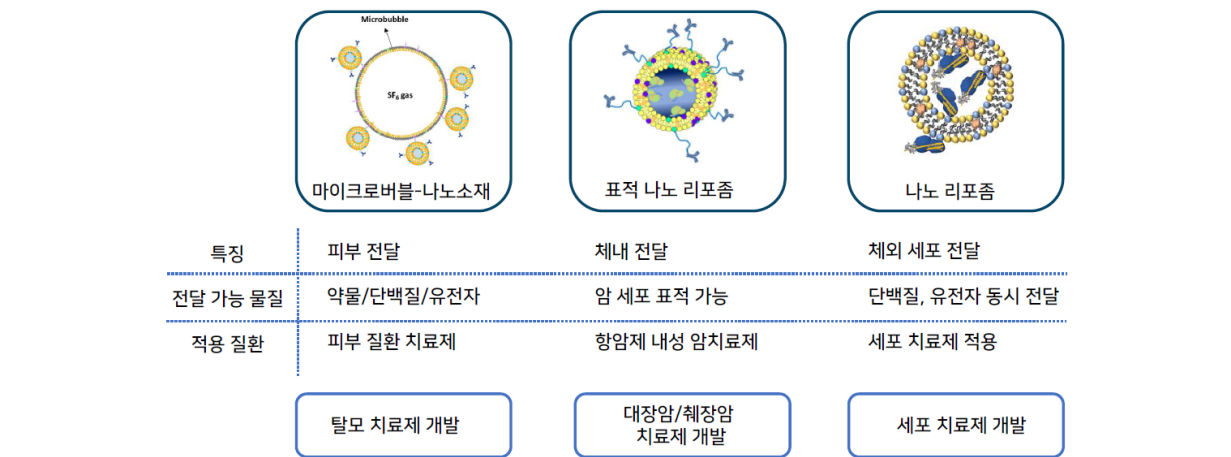 Microbubble
SF₆ gas
마이크로버블-나노소재
표적 나노 리포좀
나노 리포좀
특징 피부 전달 체내 전달 체외 세포 전달
전달 가능 물질 약물/단백질/유전자 암 세포 표적 가능 단백질, 유전자 동시 전달
적용 질환 피부 질환 치료제 항암제 내성 암치료제 세포 치료제 적용
탈모 치료제 개발
대장암/췌장암
치료제 개발
세포 치료제 개발